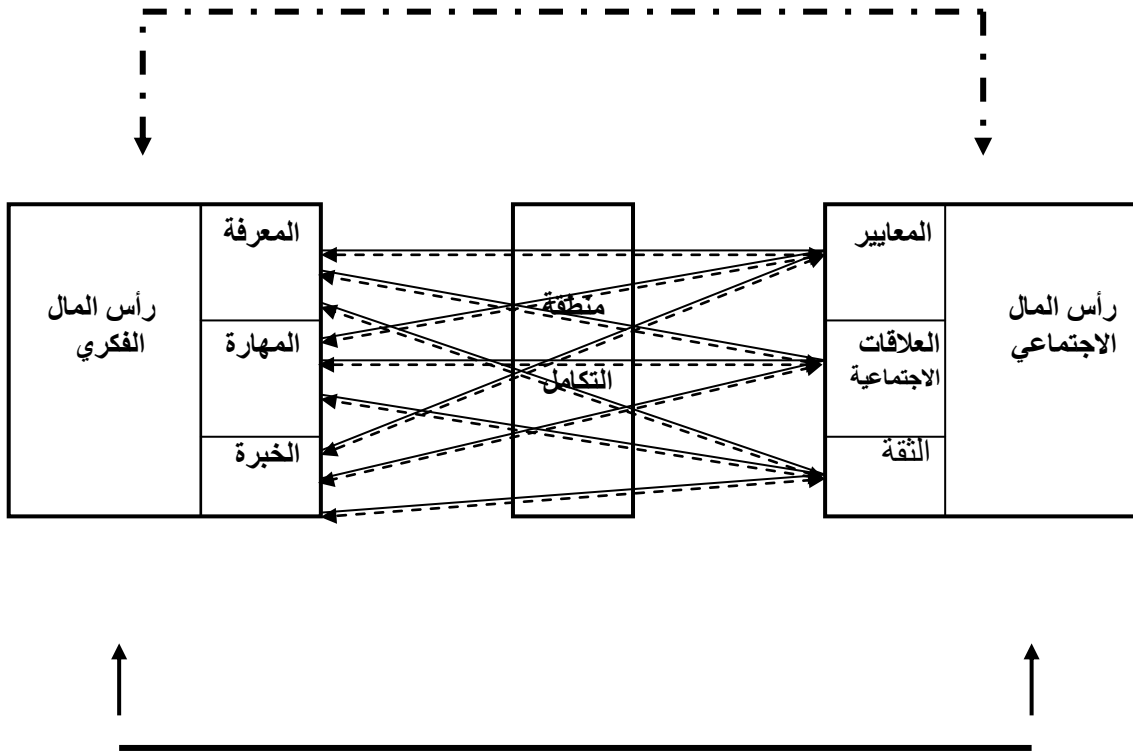 رأس المال
الاجتماعي
المعايير
العلاقات
الاجتماعية
الثقة
منطقة
التكامل
المعرفة
المهارة
الخبرة
رأس المال
الفكري